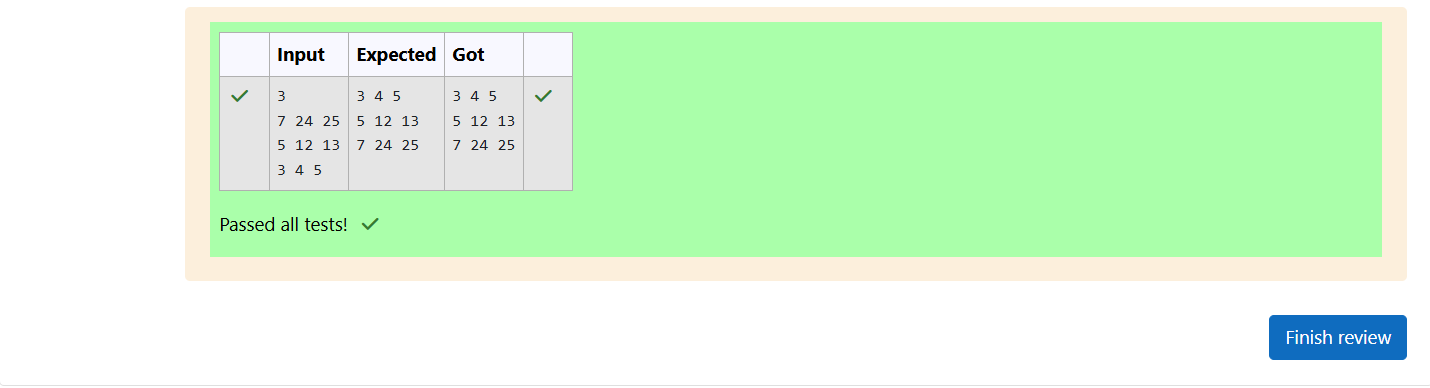 Input Expected Got
3 3 4 5 3 4 5
7 24 25 5 12 13 5 12 13
5 12 13 7 24 25 7 24 25
3 4 5
Passed all tests!
Finish review